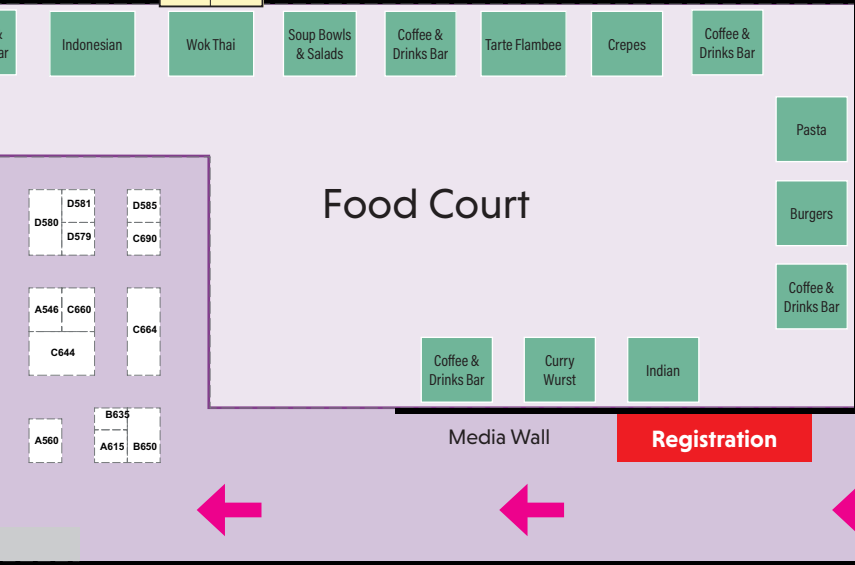 &
ar
Indonesian
Wok Thai
Soup Bowls
& Salads
Coffee &
Drinks Bar
Tarte Flambee
Crepes
Coffee &
Drinks Bar
Pasta
Burgers
Coffee &
Drinks Bar
Food Court
D580
D581
D579
D585
C690
A546
C660
C644
C664
Coffee &
Drinks Bar
Curry
Wurst
Indian
A560
B635
A615
B650
Media Wall
Registration